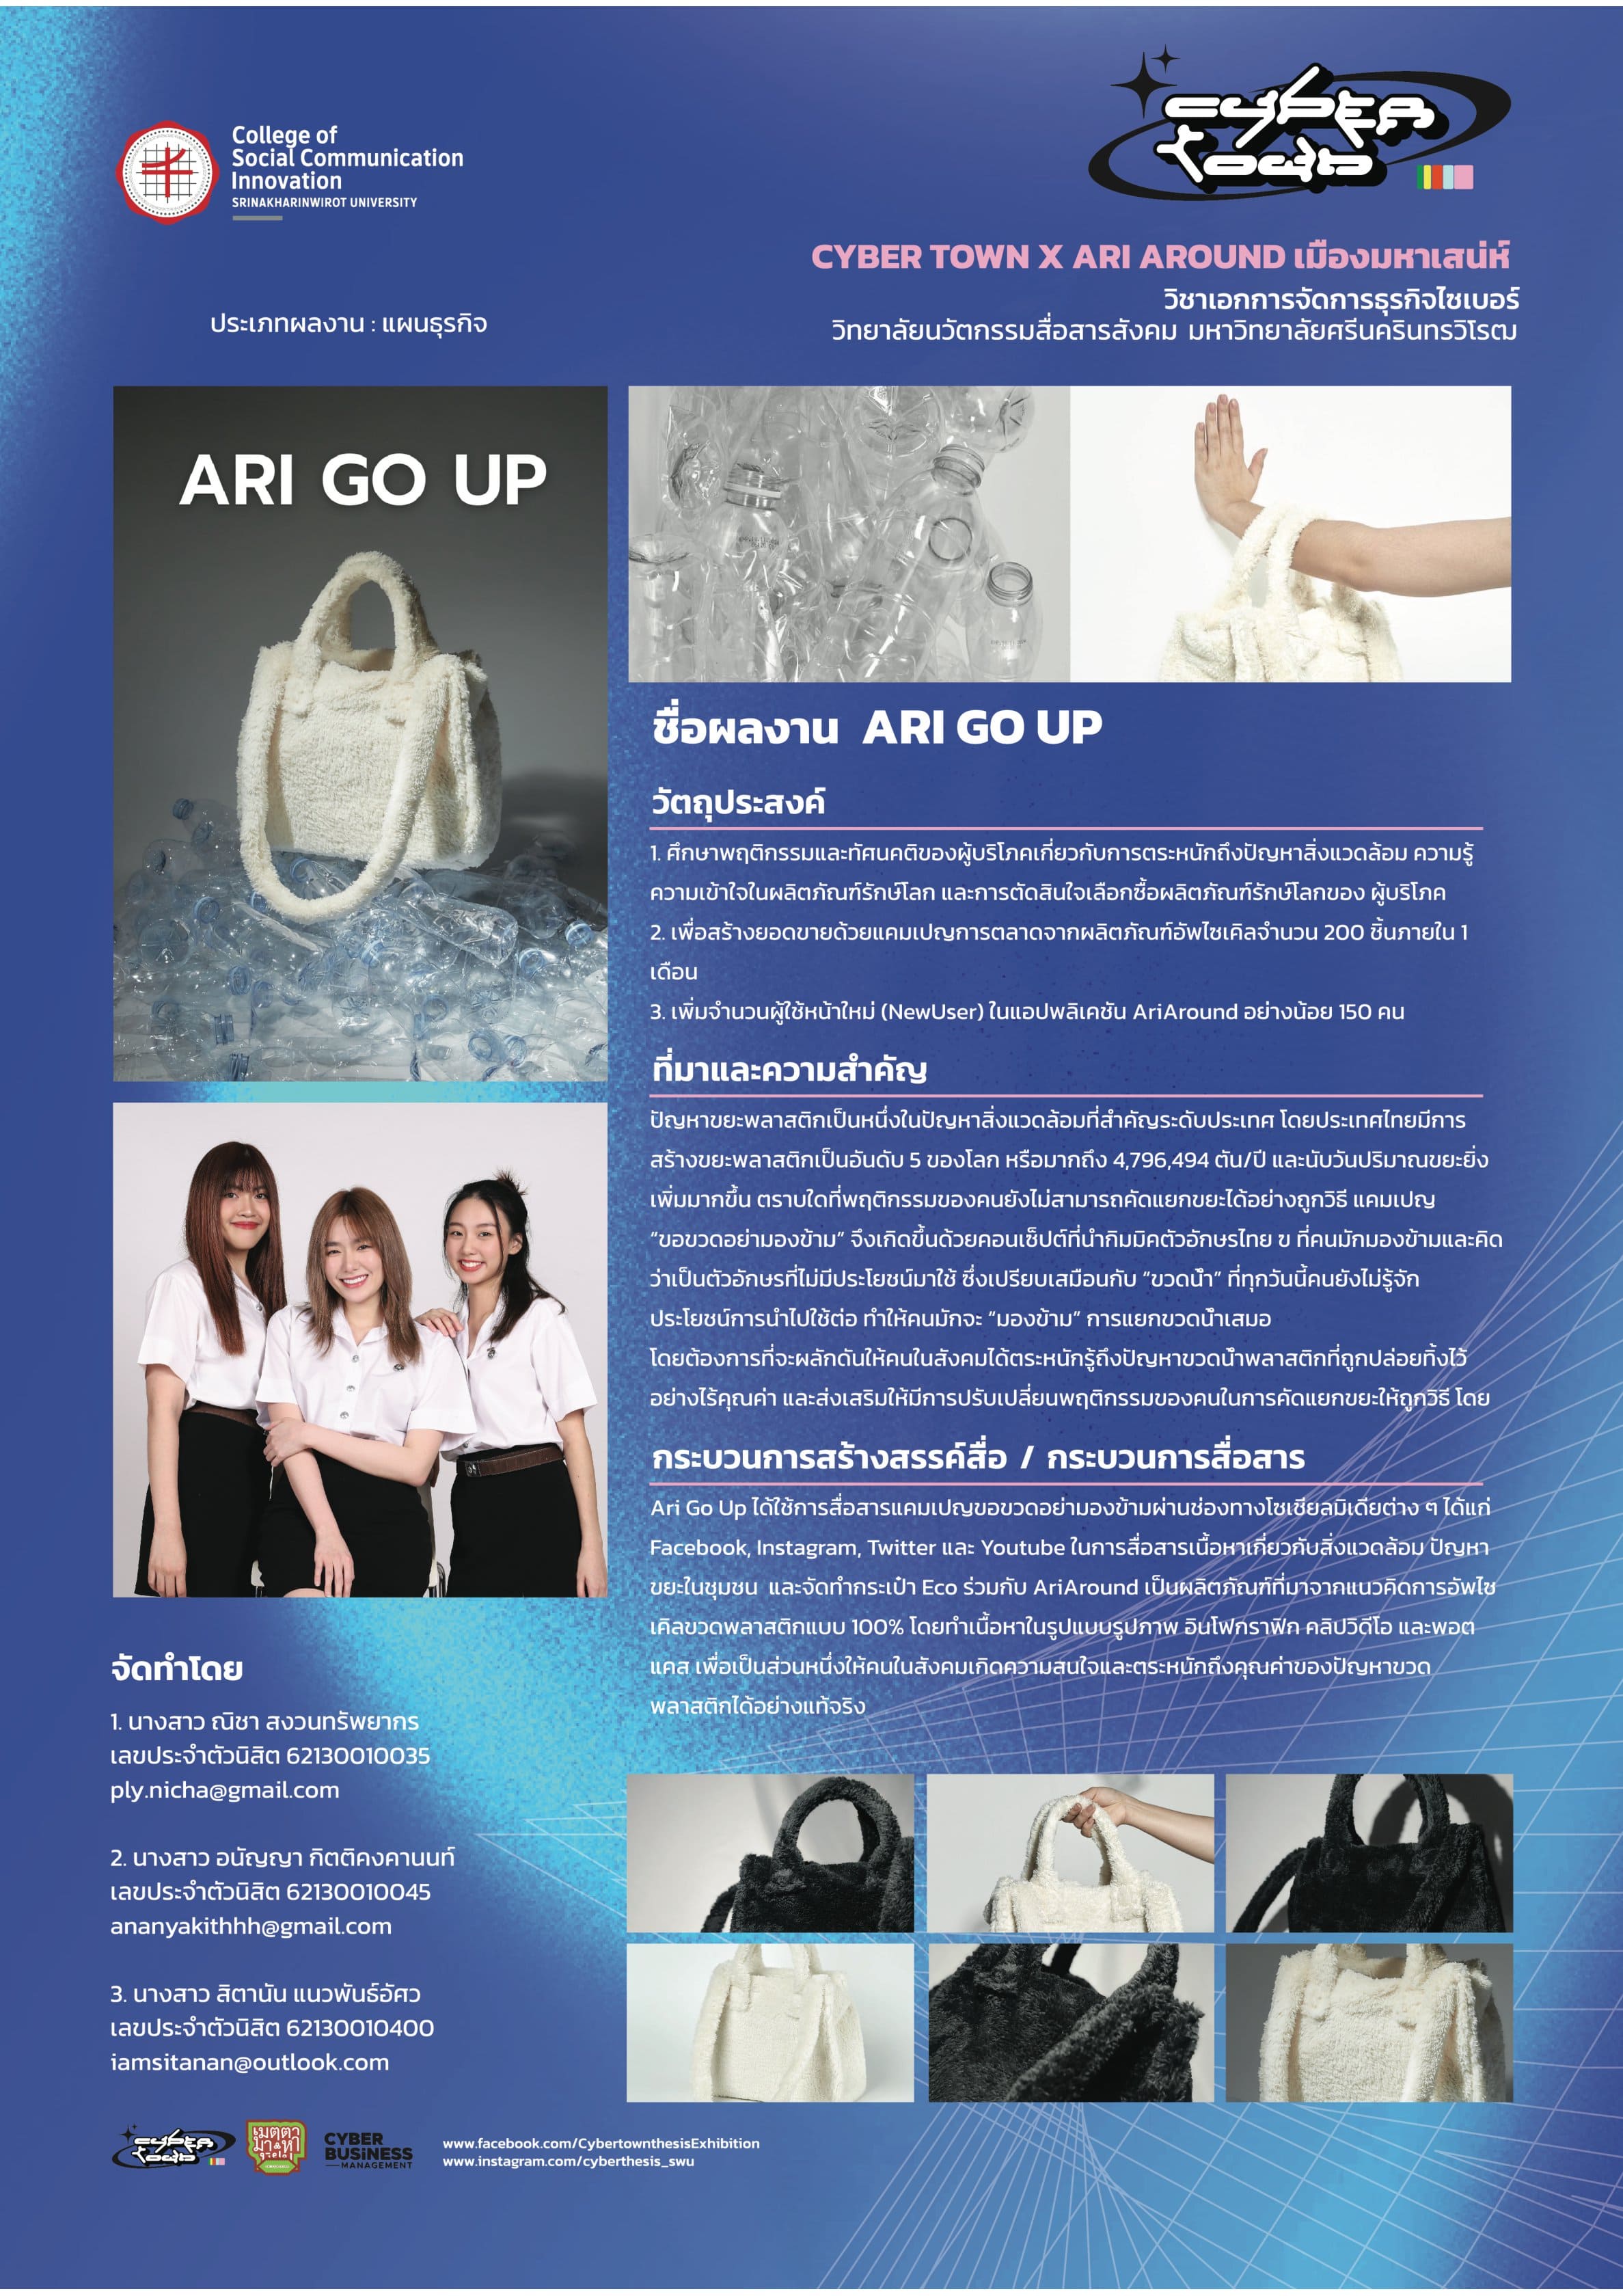 College of
Social Communication
Innovation
SRINAKHARINWIROT UNIVERSITY
CYBER
TOWN
CYBER TOWN X ARI AROUND เมืองมหาเสน่ห์
วิชาเอกการจัดการธุรกิจไซเบอร์
วิทยาลัยนวัตกรรมสื่อสารสังคม มหาวิทยาลัยศรีนครินทรวิโรฒ
ประเภทผลงาน : แผนธุรกิจ
ARI GO UP
ชื่อผลงาน ARI GO UP
วัตถุประสงค์
1. ศึกษาพฤติกรรมและทัศนคติของผู้บริโภคเกี่ยวกับการตระหนักถึงปัญหาสิ่งแวดล้อม ความรู้
ความเข้าใจในผลิตภัณฑ์รักษ์โลก และการตัดสินใจเลือกซื้อผลิตภัณฑ์รักษ์โลกของ ผู้บริโภค
2. เพื่อสร้างยอดขายด้วยแคมเปญการตลาดจากผลิตภัณฑ์อัพไซเคิลจำนวน 200 ชิ้นภายใน 1
เดือน
3. เพิ่มจำนวนผู้ใช้หน้าใหม่ (NewUser) ในแอปพลิเคชัน AriAround อย่างน้อย 150 คน
ที่มาและความสำคัญ
ปัญหาขยะพลาสติกเป็นหนึ่งในปัญหาสิ่งแวดล้อมที่สำคัญระดับประเทศ โดยประเทศไทยมีการ
สร้างขยะพลาสติกเป็นอันดับ 5 ของโลก หรือมากถึง 4,796,494 ตัน/ปี และนับวันปริมาณขยะยิ่ง
เพิ่มมากขึ้น ตราบใดที่พฤติกรรมของคนยังไม่สามารถคัดแยกขยะได้อย่างถูกวิธี แคมเปญ
“ขอขวดอย่ามองข้าม” จึงเกิดขึ้นด้วยคอนเซ็ปต์ที่นำกิมมิคตัวอักษรไทย ฃ ที่คนมักมองข้ามและคิด
ว่าเป็นตัวอักษรที่ไม่มีประโยชน์มาใช้ ซึ่งเปรียบเสมือนกับ “ขวดน้ำ” ที่ทุกวันนี้คนยังไม่รู้จัก
ประโยชน์การนำไปใช้ต่อ ทำให้คนมักจะ “มองข้าม” การแยกขวดน้ำเสมอ
โดยต้องการที่จะผลักดันให้คนในสังคมได้ตระหนักรู้ถึงปัญหาขวดน้ำพลาสติกที่ถูกปล่อยทิ้งไว้
อย่างไร้คุณค่า และส่งเสริมให้มีการปรับเปลี่ยนพฤติกรรมของคนในการคัดแยกขยะให้ถูกวิธี โดย
กระบวนการสร้างสรรค์สื่อ / กระบวนการสื่อสาร
Ari Go Up ได้ใช้การสื่อสารแคมเปญขอขวดอย่ามองข้ามผ่านช่องทางโซเชียลมิเดียต่าง ๆ ได้แก่
Facebook, Instagram, Twitter และ Youtube ในการสื่อสารเนื้อหาเกี่ยวกับสิ่งแวดล้อม ปัญหา
ขยะในชุมชน และจัดทำกระเป๋า Eco ร่วมกับ AriAround เป็นผลิตภัณฑ์ที่มาจากแนวคิดการอัพไซ
เคิลขวดพลาสติกแบบ 100% โดยทำเนื้อหาในรูปแบบรูปภาพ อินโฟกราฟิก คลิปวิดีโอ และพอต
แคส เพื่อเป็นส่วนหนึ่งให้คนในสังคมเกิดความสนใจและตระหนักถึงคุณค่าของปัญหาขวด
พลาสติกได้อย่างแท้จริง
จัดทำโดย
1. นางสาว ณิชา สงวนทรัพยากร
เลขประจำตัวนิสิต 62130010035
ply.nicha@gmail.com
2. นางสาว อนัญญา กิตติคงคานนท์
เลขประจำตัวนิสิต 62130010045
ananyakithhh@gmail.com
3. นางสาว สิตานัน แนวพันธ์อัศว
เลขประจำตัวนิสิต 62130010400
iamsitanan@outlook.com
CYBER
TOWN
CYBER
BUSINESS
MANAGEMENT
www.facebook.com/CybertownthesisExhibition
www.instagram.com/cyberthesis_swu